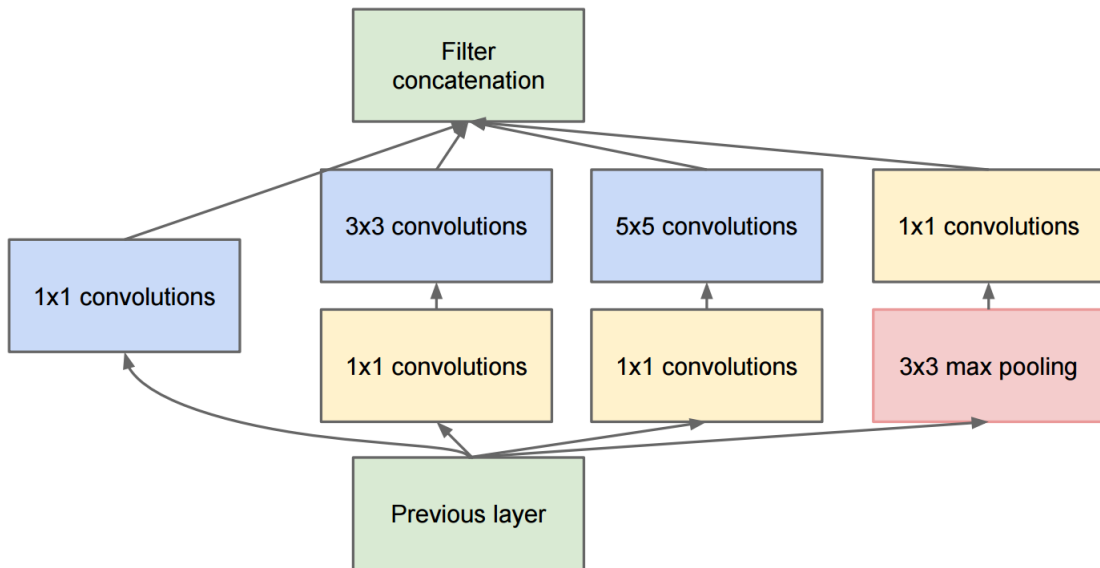 Filter
concatenation
3x3 convolutions
5x5 convolutions
1x1 convolutions
1x1 convolutions
1x1 convolutions
1x1 convolutions
3x3 max pooling
Previous layer